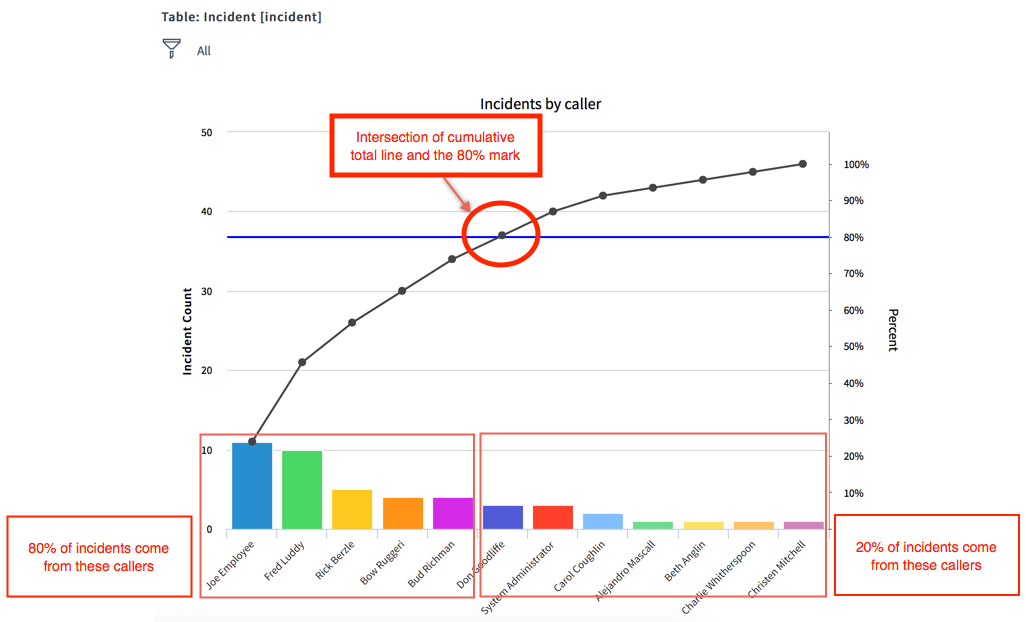 Table: Incident [incident]
All
Incidents by caller
Intersection of cumulative
total line and the 80% mark
50
40
30
20
10
0
Incident Count
100%
90%
80%
70%
60%
50%
40%
30%
20%
10%
Percent
Joe Employee
Fred Luddy
Rick Berzle
Bow Ruggeri
Bud Richman
Don Goodliffe
System Administrator
Carol Coughlin
Alejandro Mascall
Beth Anglin
Charlie Whitherspoon
Christen Mitchell
80% of incidents come
from these callers
20% of incidents come
from these callers